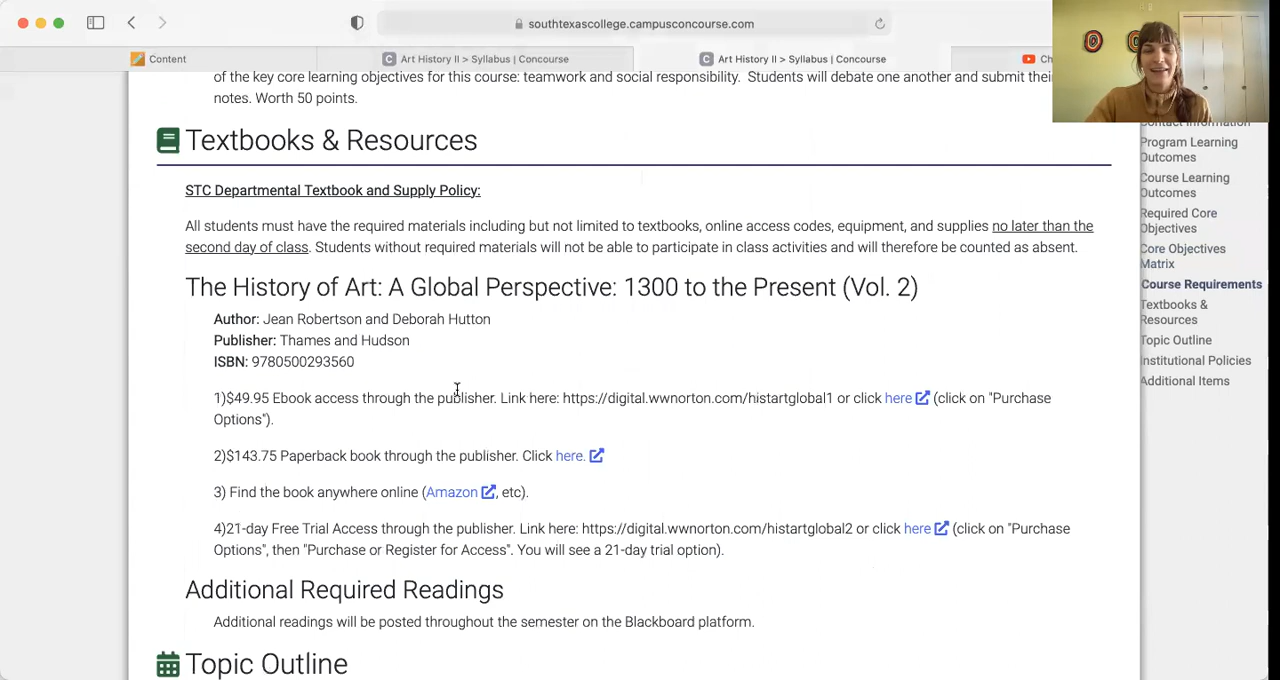 southtexascollege.campusconcourse.com
Content
Art History II > Syllabus | Concourse
Art History II > Syllabus | Concourse
of the key core learning objectives for this course: teamwork and social responsibility. Students will debate one another and submit their
notes. Worth 50 points.
Textbooks & Resources
STC Departmental Textbook and Supply Policy:
All students must have the required materials including but not limited to textbooks, online access codes, equipment, and supplies no later than the
second day of class. Students without required materials will not be able to participate in class activities and will therefore be counted as absent.
The History of Art: A Global Perspective: 1300 to the Present (Vol. 2)
Author: Jean Robertson and Deborah Hutton
Publisher: Thames and Hudson
ISBN: 9780500293560
1)$49.95 Ebook access through the publisher. Link here: https://digital.wwnorton.com/histartglobal1 or click here (click on "Purchase
Options").
2)$143.75 Paperback book through the publisher. Click here.
3) Find the book anywhere online (Amazon, etc).
4)21-day Free Trial Access through the publisher. Link here: https://digital.wwnorton.com/histartglobal2 or click here (click on "Purchase
Options", then "Purchase or Register for Access". You will see a 21-day trial option).
Additional Required Readings
Additional readings will be posted throughout the semester on the Blackboard platform.
Topic Outline
Contact Information
Program Learning
Outcomes
Course Learning
Outcomes
Required Core
Objectives
Core Objectives
Matrix
Course Requirements
Textbooks &
Resources
Topic Outline
Institutional Policies
Additional Items